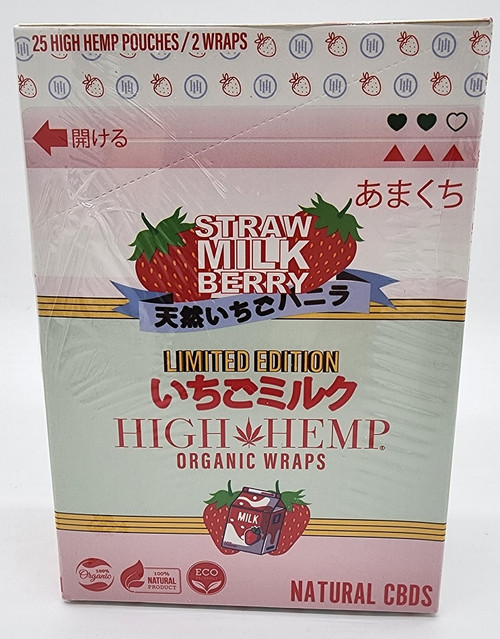 25 HIGH HEMP POUCHES / 2 WRAPS
開ける
あまくち
STRAW
MILK
BERRY
天然いちごバニラ
LIMITED EDITION
いちごミルク
HIGH HEMP®
ORGANIC WRAPS
MILK
100%
Organic
100%
NATURAL
PRODUCT
ECO
NATURAL CBDS